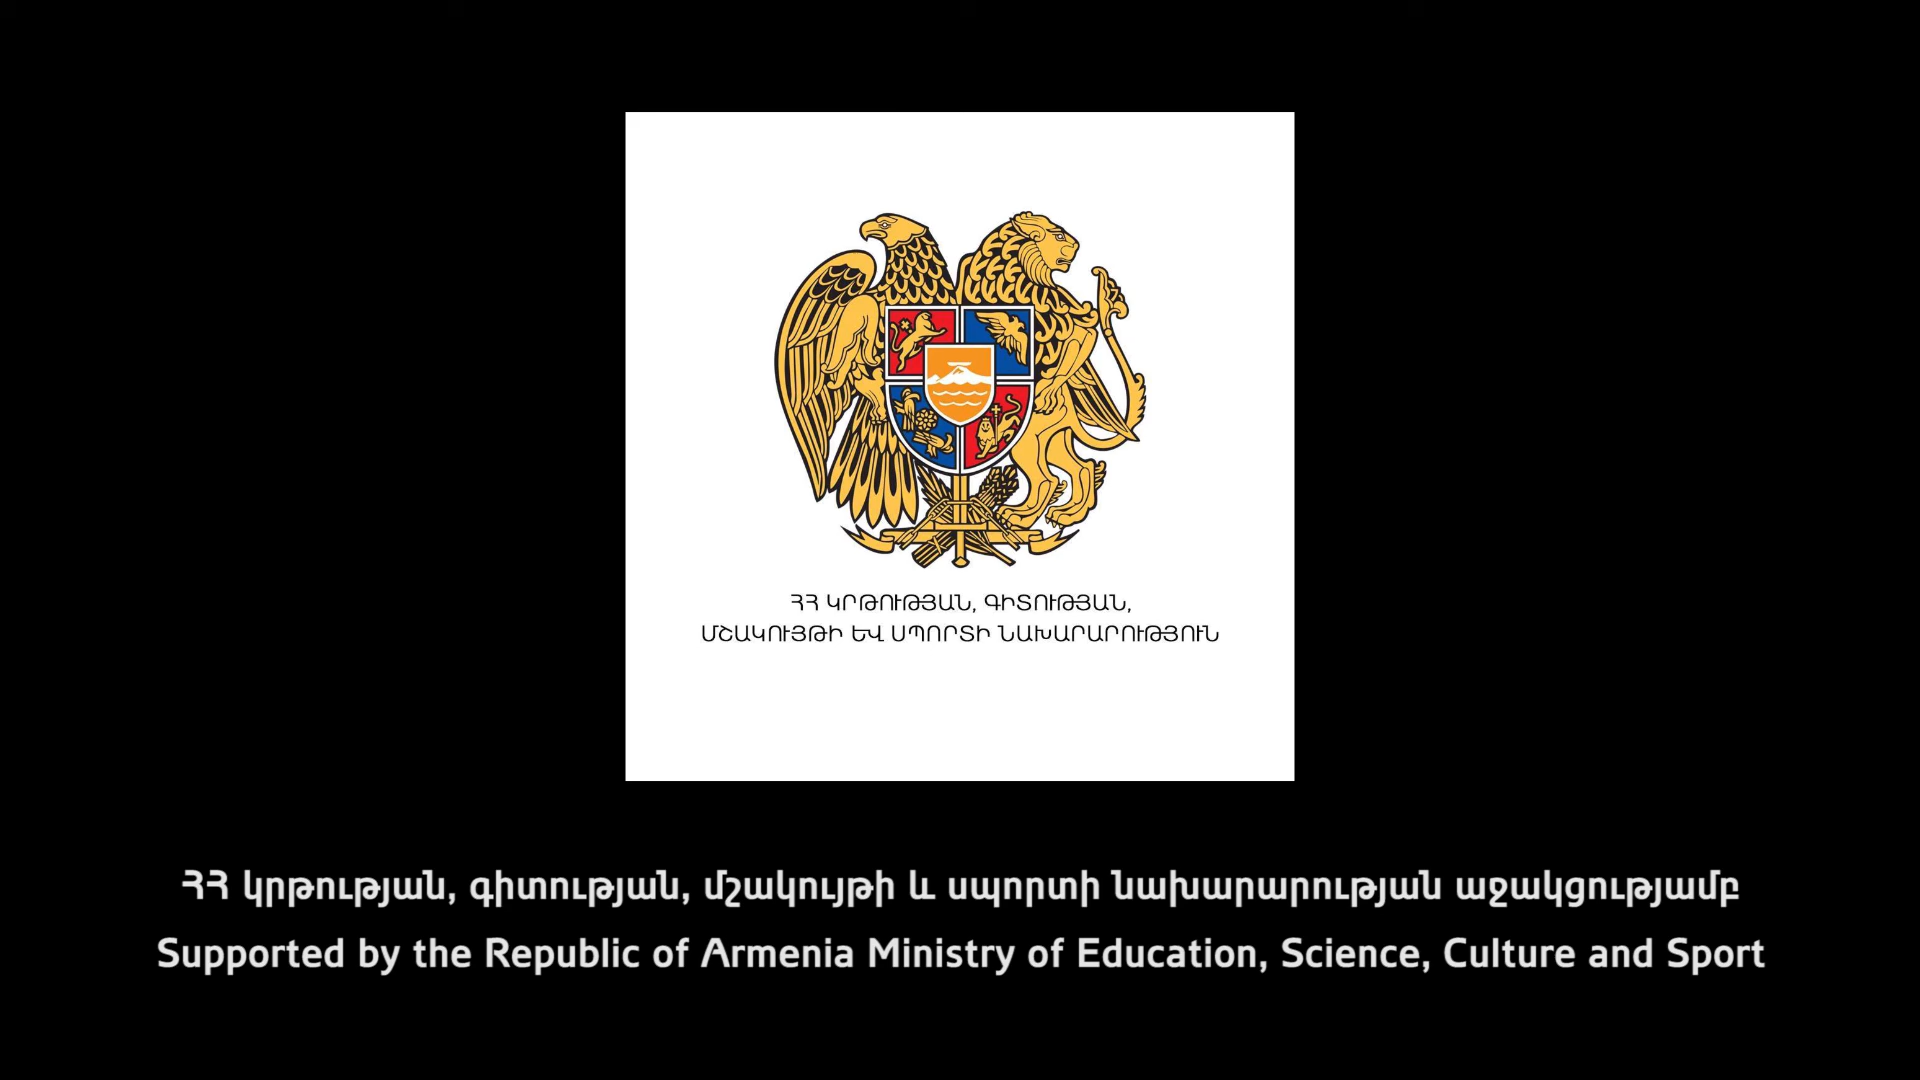 ՀՀ ԿՐԹՈՒԹՅԱՆ, ԳԻՏՈՒԹՅԱՆ,
ՄՇԱԿՈՒՅԹԻ ԵՎ ՍՊՈՐՏԻ ՆԱԽԱՐԱՐՈՒԹՅՈՒՆ
ՀՀ կրթության, գիտության, մշակույթի և սպորտի նախարարության աջակցությամբ
Supported by the Republic of Armenia Ministry of Education, Science, Culture and Sport